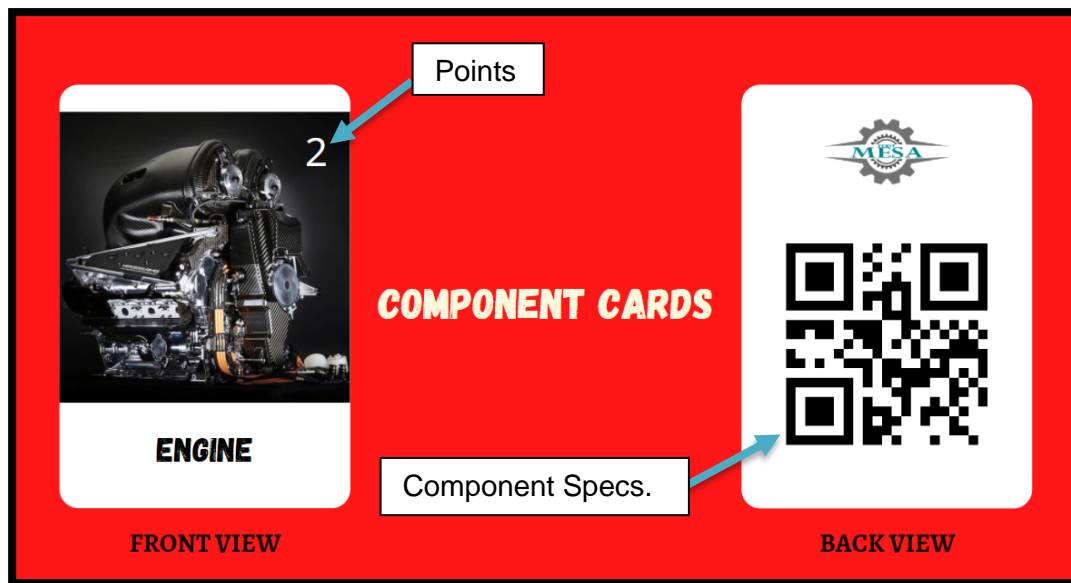 Points
2
MESA
COMPONENT CARDS
ENGINE
Component Specs.
FRONT VIEW
BACK VIEW